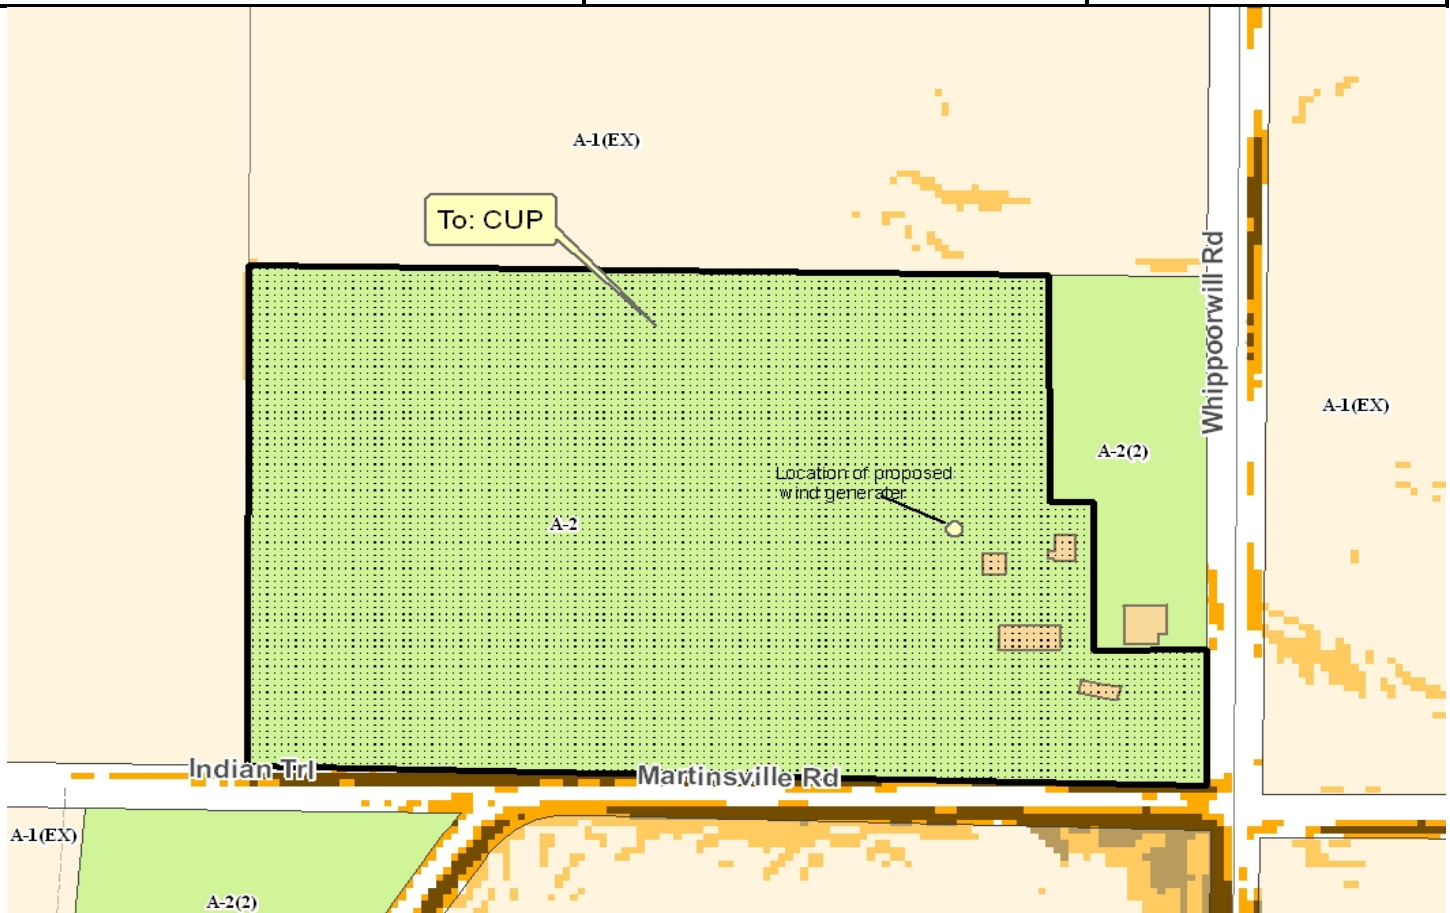 A-1(EX)
To: CUP
Whippoorwill Rd
A-1(EX)
A-2(2)
Location of proposed
wind generater
A-2
Indian Trl
Martinsville Rd
A-1(EX)
A-2(2)